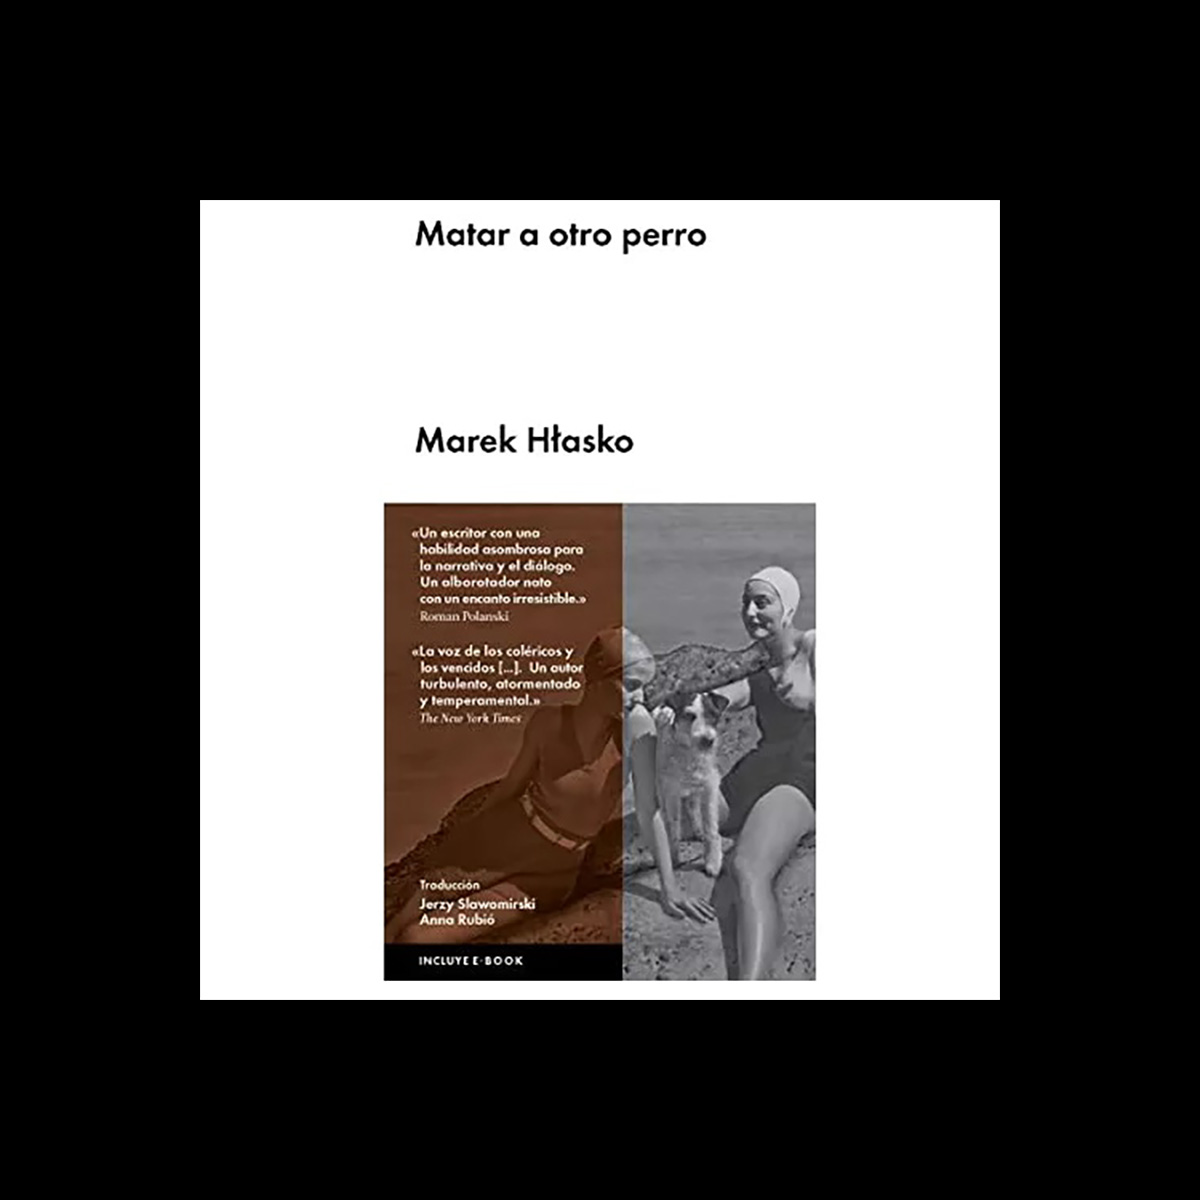 Matar a otro perro
Marek Hłasko
«Un escritor con una
habilidad asombrosa para
la narrativa y el diálogo.
Un alborotador nato
con un encanto irresistible.»
Roman Polanski
«La voz de los coléricos y
los vencidos [...]. Un autor
turbulento, atormentado
y temperamental.»
The New York Times
Traducción
Jerzy Slawomirski
Anna Rubió
INCLUYE E-BOOK